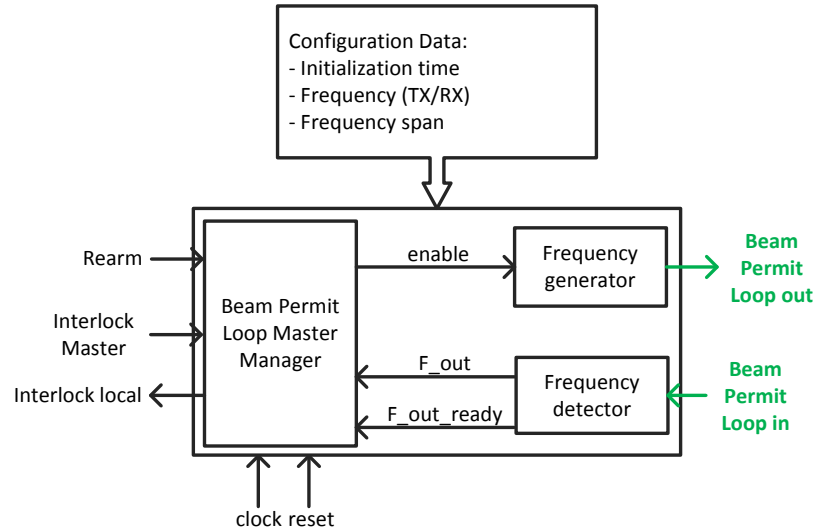 Configuration Data:
- Initialization time
- Frequency (TX/RX)
- Frequency span
Rearm
Interlock
Master
Interlock local
Beam Permit
Loop Master
Manager
enable
Frequency
generator
Beam
Permit
Loop out
F_out
F_out_ready
Frequency
detector
Beam
Permit
Loop in
clock reset